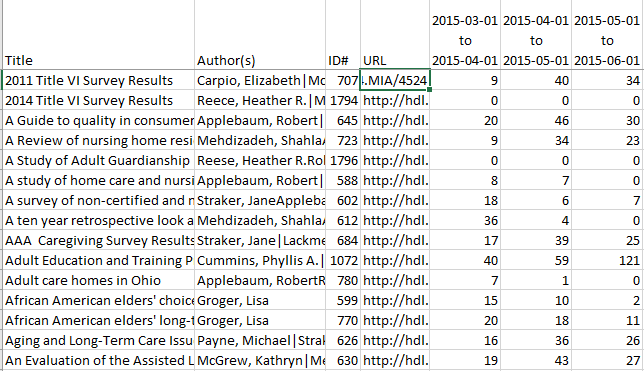 2015-03-01 2015-04-01 2015-05-01
to to to
Title Author(s) ID# URL 2015-04-01 2015-05-01 2015-06-01
2011 Title VI Survey Results Carpio, Elizabeth|Mc 707 .MIA/4524 9 40 34
2014 Title VI Survey Results Reece, Heather R.|M 1794 http://hdl. 0 0 0
A Guide to quality in consumer Applebaum, Robert| 645 http://hdl. 20 46 30
A Review of nursing home resi Mehdizadeh, Shahla 723 http://hdl. 9 34 23
A Study of Adult Guardianship Reese, Heather R.Rol 1796 http://hdl. 0 0 0
A study of home care and nursi Applebaum, Robert| 588 http://hdl. 8 7 0
A survey of non-certified and n Straker, JaneAppleba 602 http://hdl. 18 6 7
A ten year retrospective look a Mehdizadeh, Shahla 612 http://hdl. 36 4 0
AAA Caregiving Survey Results Straker, Jane|Lackme 684 http://hdl. 17 39 25
Adult Education and Training P Cummins, Phyllis A.| 1072 http://hdl. 40 59 121
Adult care homes in Ohio Applebaum, RobertR 780 http://hdl. 7 1 0
African American elders' choice Groger, Lisa 599 http://hdl. 15 10 2
African American elders' long-t Groger, Lisa 770 http://hdl. 20 18 11
Aging and Long-Term Care Issu Payne, Michael|Stral 626 http://hdl. 16 36 26
An Evaluation of the Assisted L McGrew, Kathryn|Me 630 http://hdl. 19 43 27